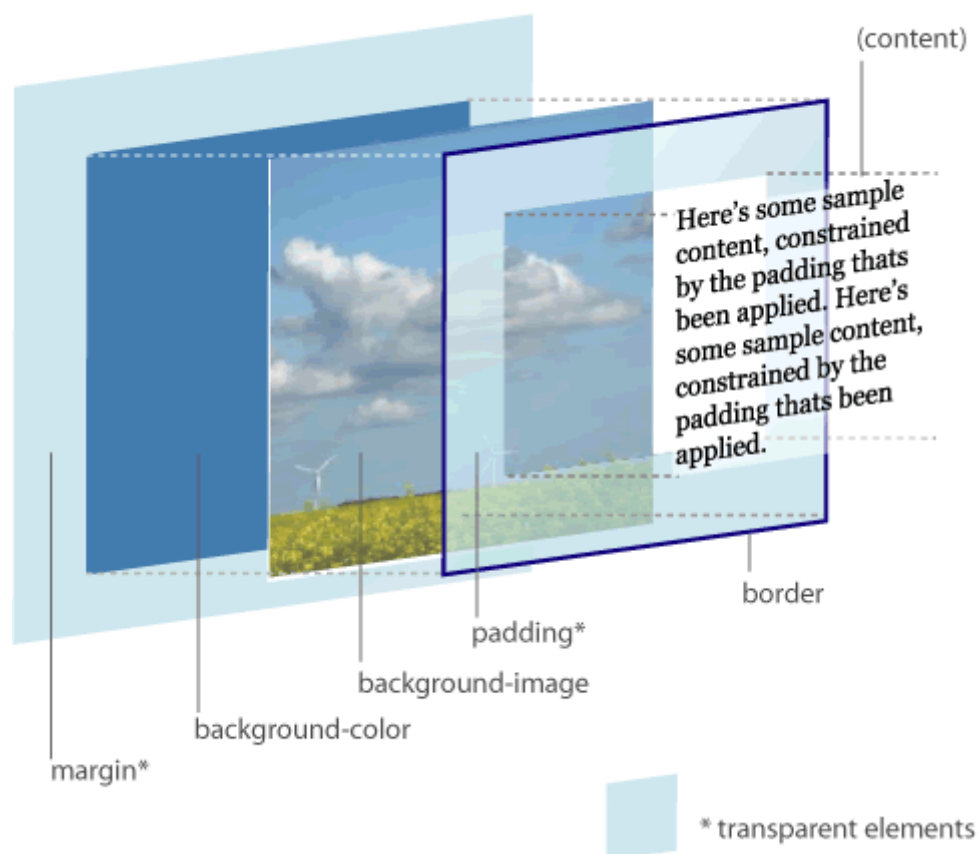 (content)
Here's some sample
content, constrained
by the padding thats
been applied. Here's
some sample content,
constrained by the
padding thats been
applied.
border
padding*
background-image
background-color
margin*
* transparent elements